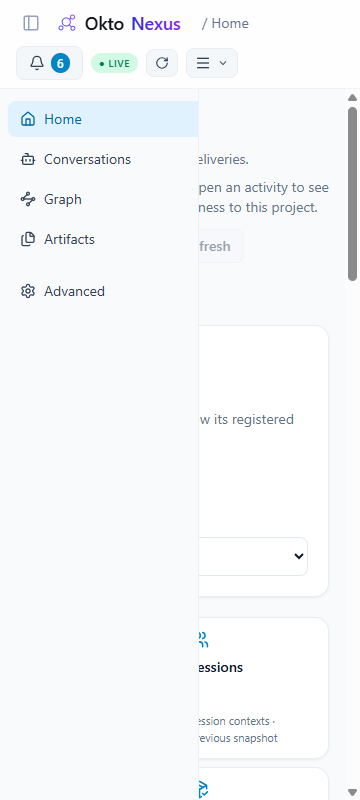 Okto Nexus / Home
6
LIVE
Home
Conversations
Graph
Artifacts
Advanced
eliveries.
pen an activity to see
ness to this project.
fresh
w its registered
essions
ession contexts ·
revious snapshot